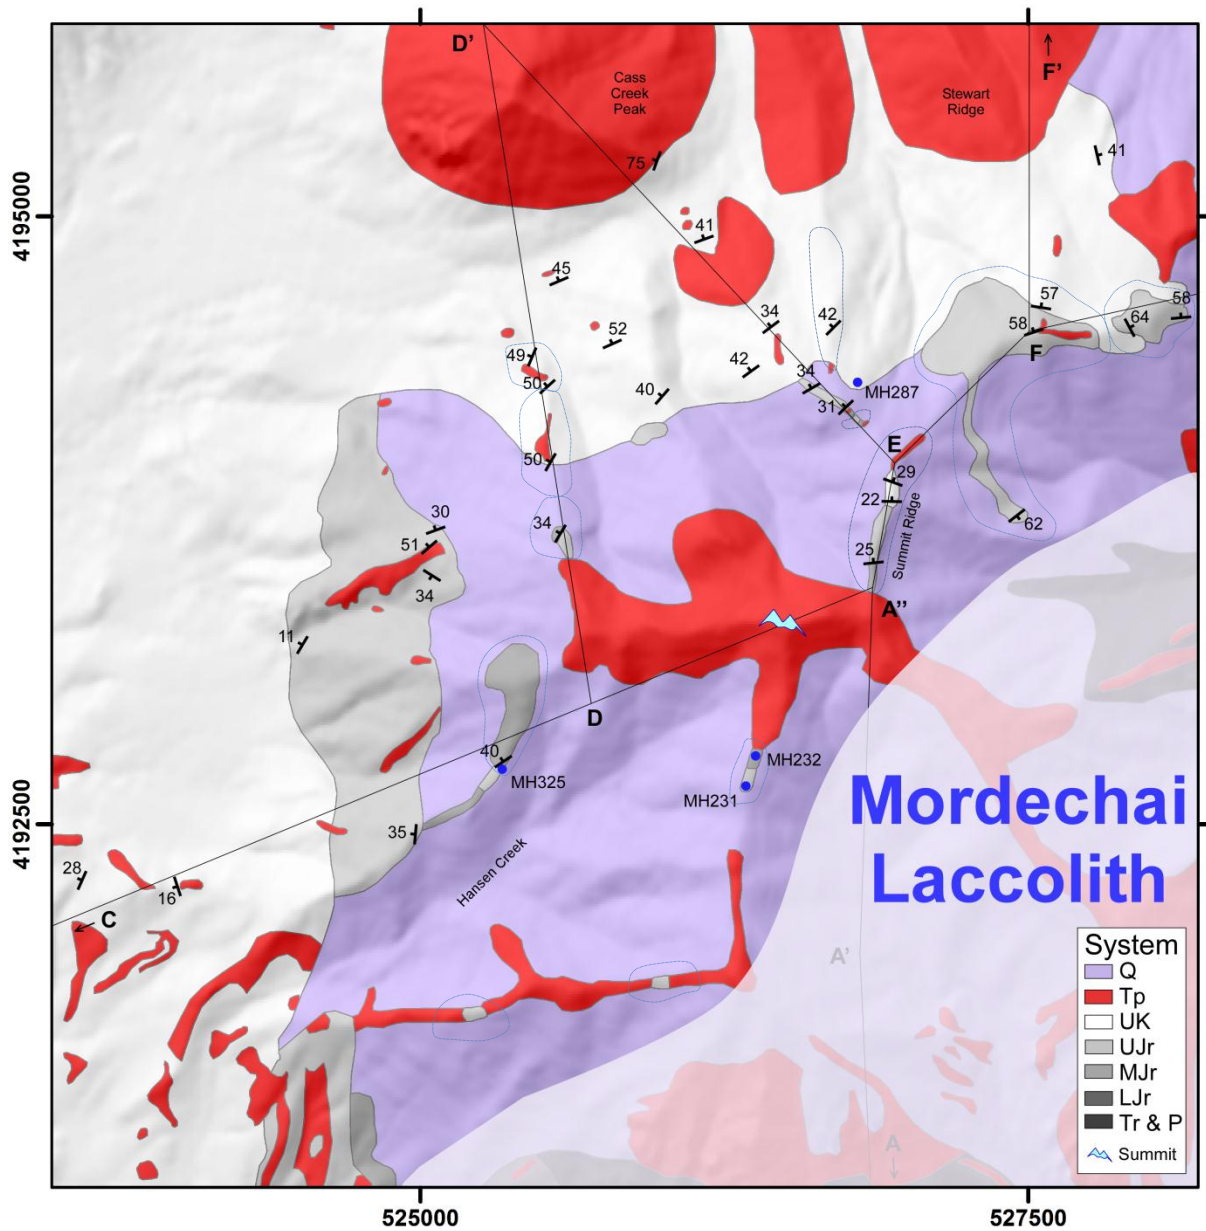 D'
Cass
Creek
Peak
Stewart
Ridge
F'
75
41
4195000
41
45
34
42
57
58
52
64
58
49
F
50
42
34
40
MH287
31
E
50
29
22
30
34
62
51
25
Summit Ridge
34
A''
11
D
40
MH325
MH232
MH231
Mordechai
Laccolith
4192500
35
Hansen Creek
28
16
C
A'
System
Q
Tp
UK
UJr
MJr
LJr
Tr & P
Summit
A
525000
527500